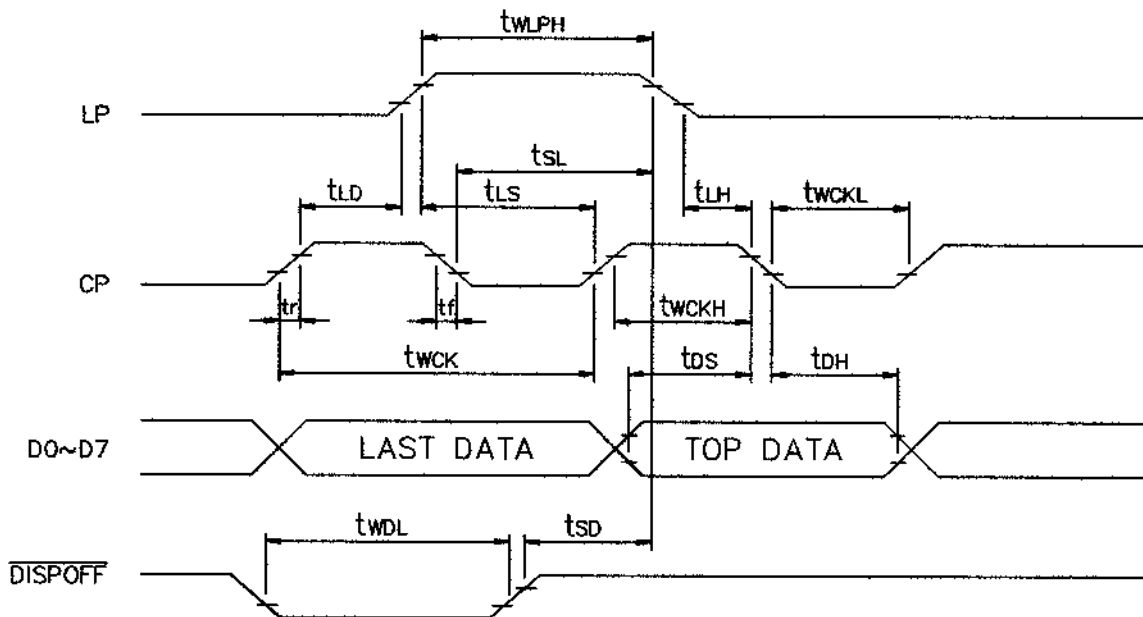 tWLPH
LP
tSL
tLD
tLS
tLH
tWCKL
CP
tr
tf
tWCKH
tWCK
tDS
tDH
D0~D7
LAST DATA
TOP DATA
tWDL
tSD
DISPOFF